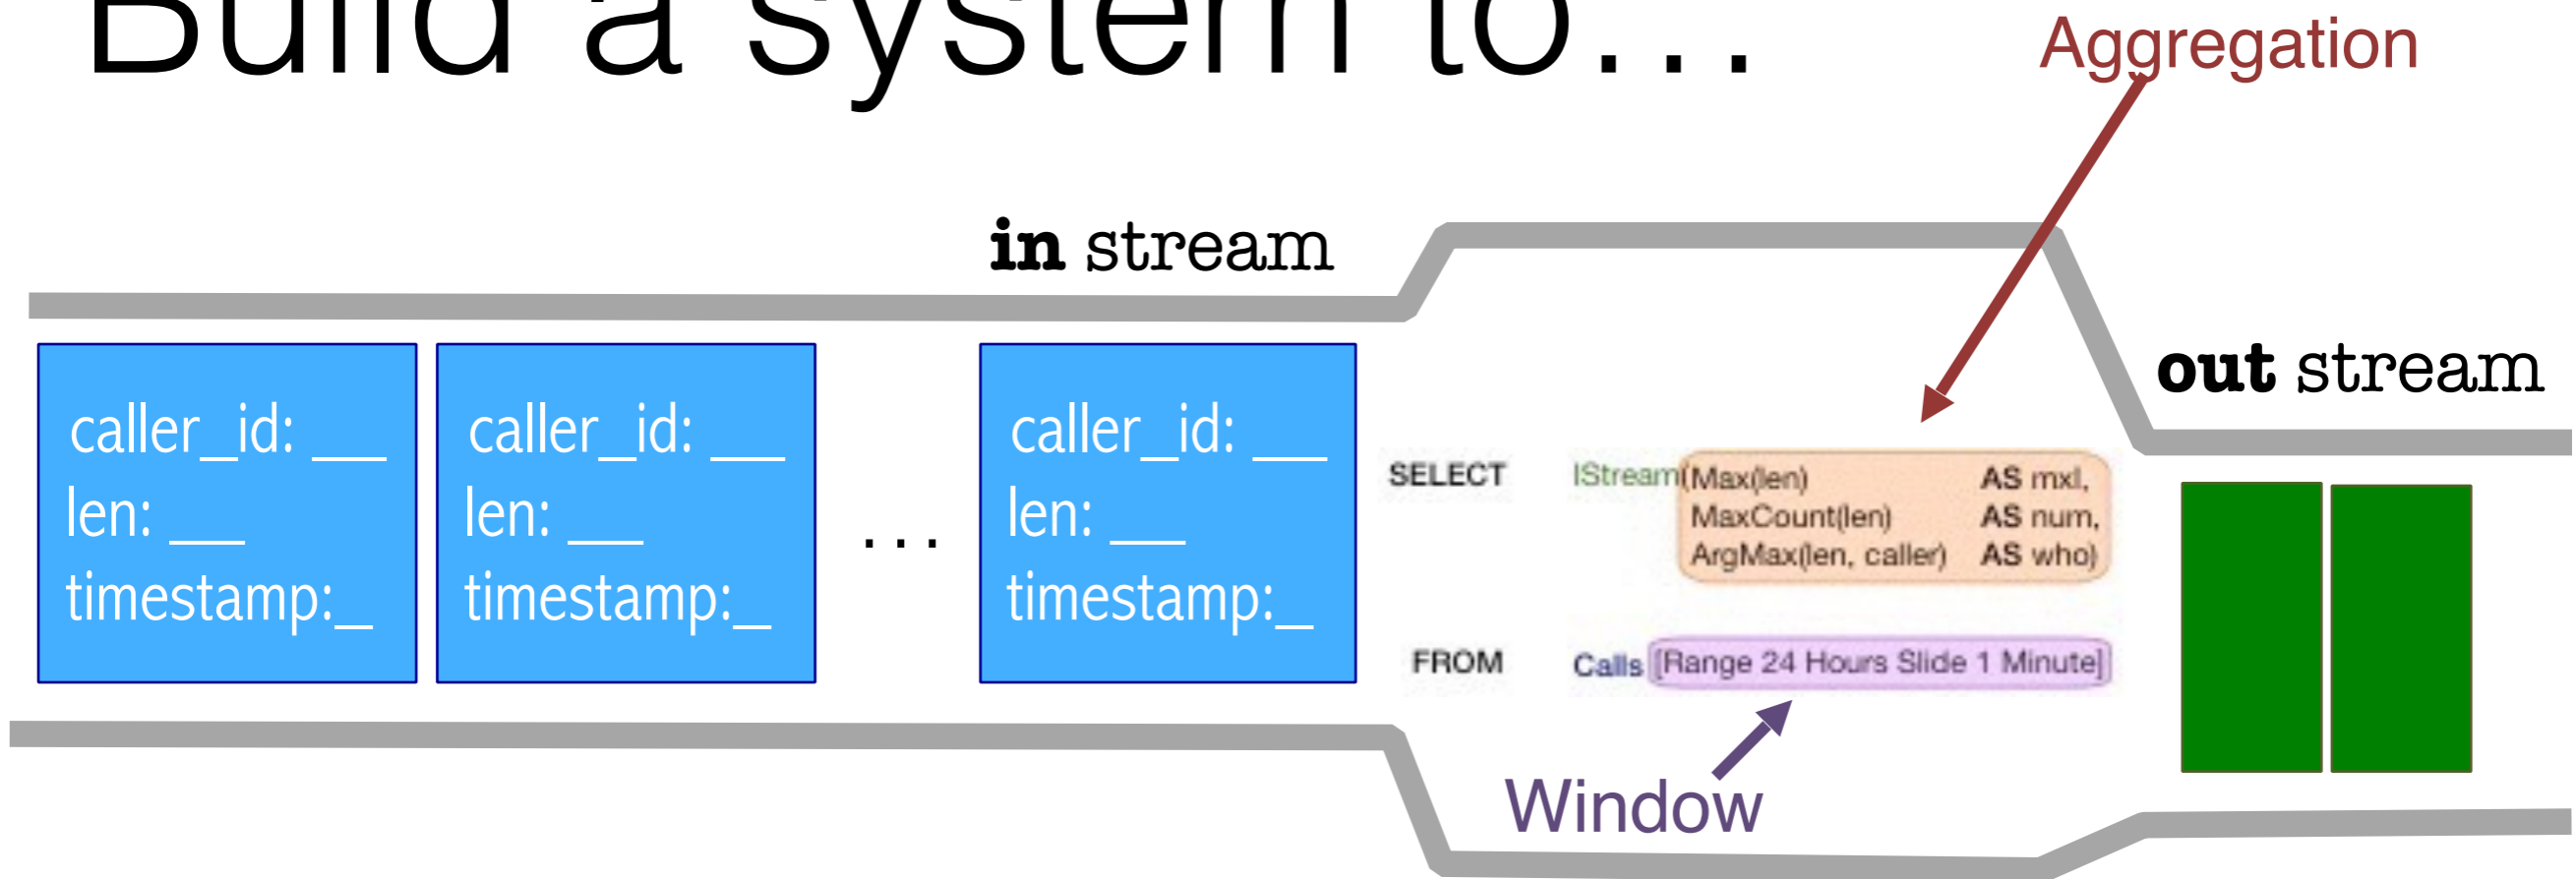 Build a system to...
Aggregation
in stream
out stream
caller_id: ___
len: ___
timestamp:_
caller_id: ___
len: ___
timestamp:_
...
caller_id: ___
len: ___
timestamp:_
SELECT IStream(Max(len) AS mxl,
MaxCount(len) AS num,
ArgMax(len, caller) AS who)
FROM Calls [Range 24 Hours Slide 1 Minute]
Window